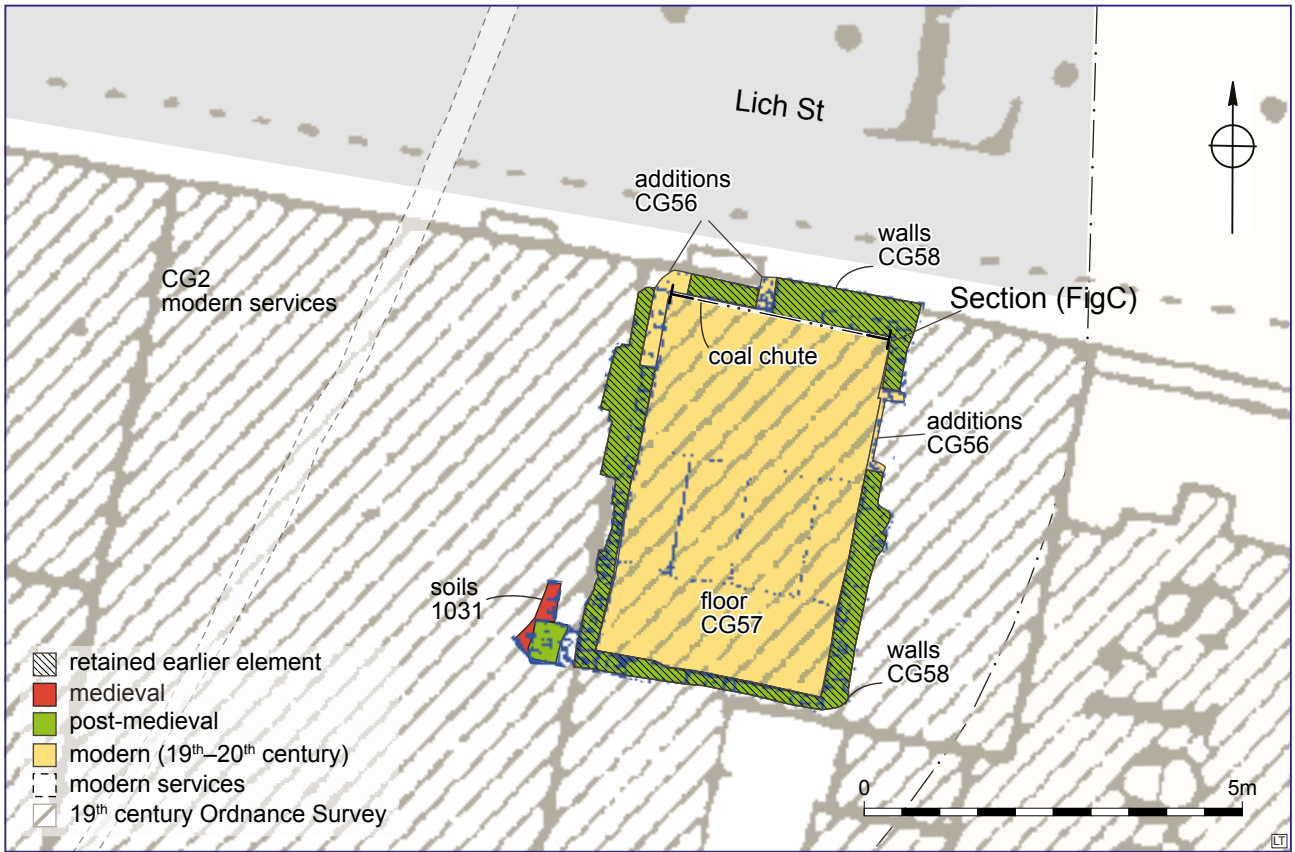 Lich St
additions
CG56
walls
CG58
CG2
modern services
Section (FigC)
coal chute
additions
CG56
soils
1031
floor
CG57
walls
CG58
retained earlier element
medieval
post-medieval
modern (19th–20th century)
modern services
19th century Ordnance Survey
0 5m
L
LT